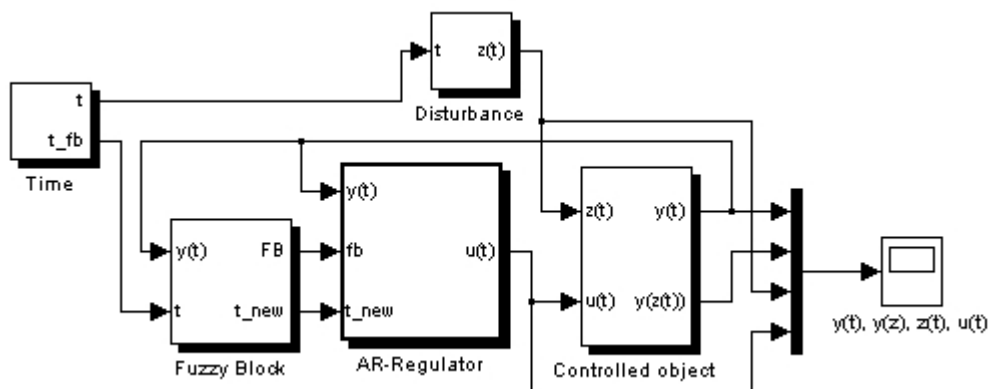 t
z(t)
Disturbance
t
t_fb
Time
y(t)
FB
t
t_new
Fuzzy Block
y(t)
fb
u(t)
t_new
AR-Regulator
z(t)
y(t)
u(t)
y(z(t))
Controlled object
y(t), y(z), z(t), u(t)